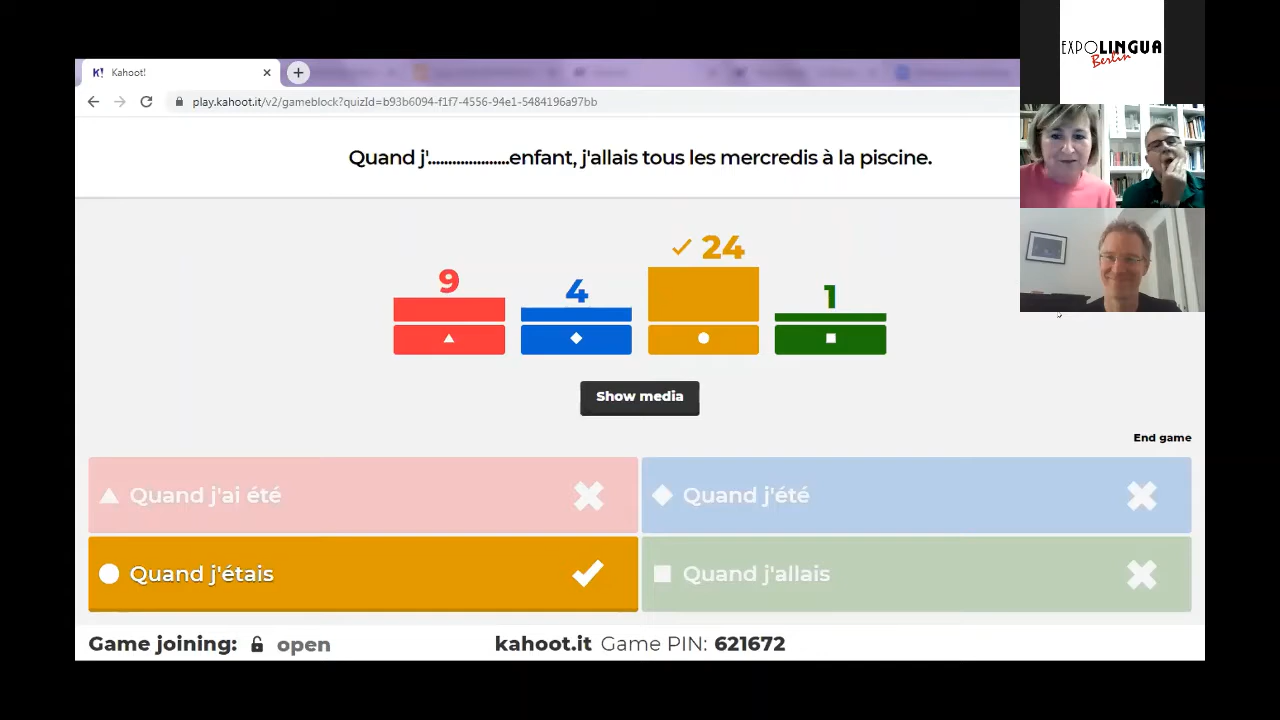 Kahoot!
play.kahoot.it/v2/gameblock?quizId=b93b6094-f1f7-4556-94e1-5484196a97bb
EXPOLINGUA
Berlin
Quand j'....................enfant, j'allais tous les mercredis à la piscine.
9
4
24
1
Show media
End game
Quand j'ai été
Quand j'été
Quand j'étais
Quand j'allais
Game joining: open
kahoot.it Game PIN: 621672